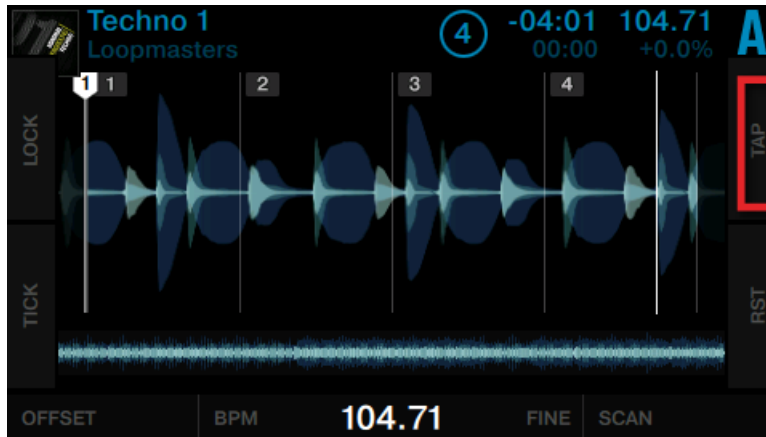 Techno 1
Loopmasters
4
-04:01
00:00
104.71
+0.0%
A
LOCK
TICK
1 1 2 3 4
TAP
RST
OFFSET BPM 104.71 FINE SCAN